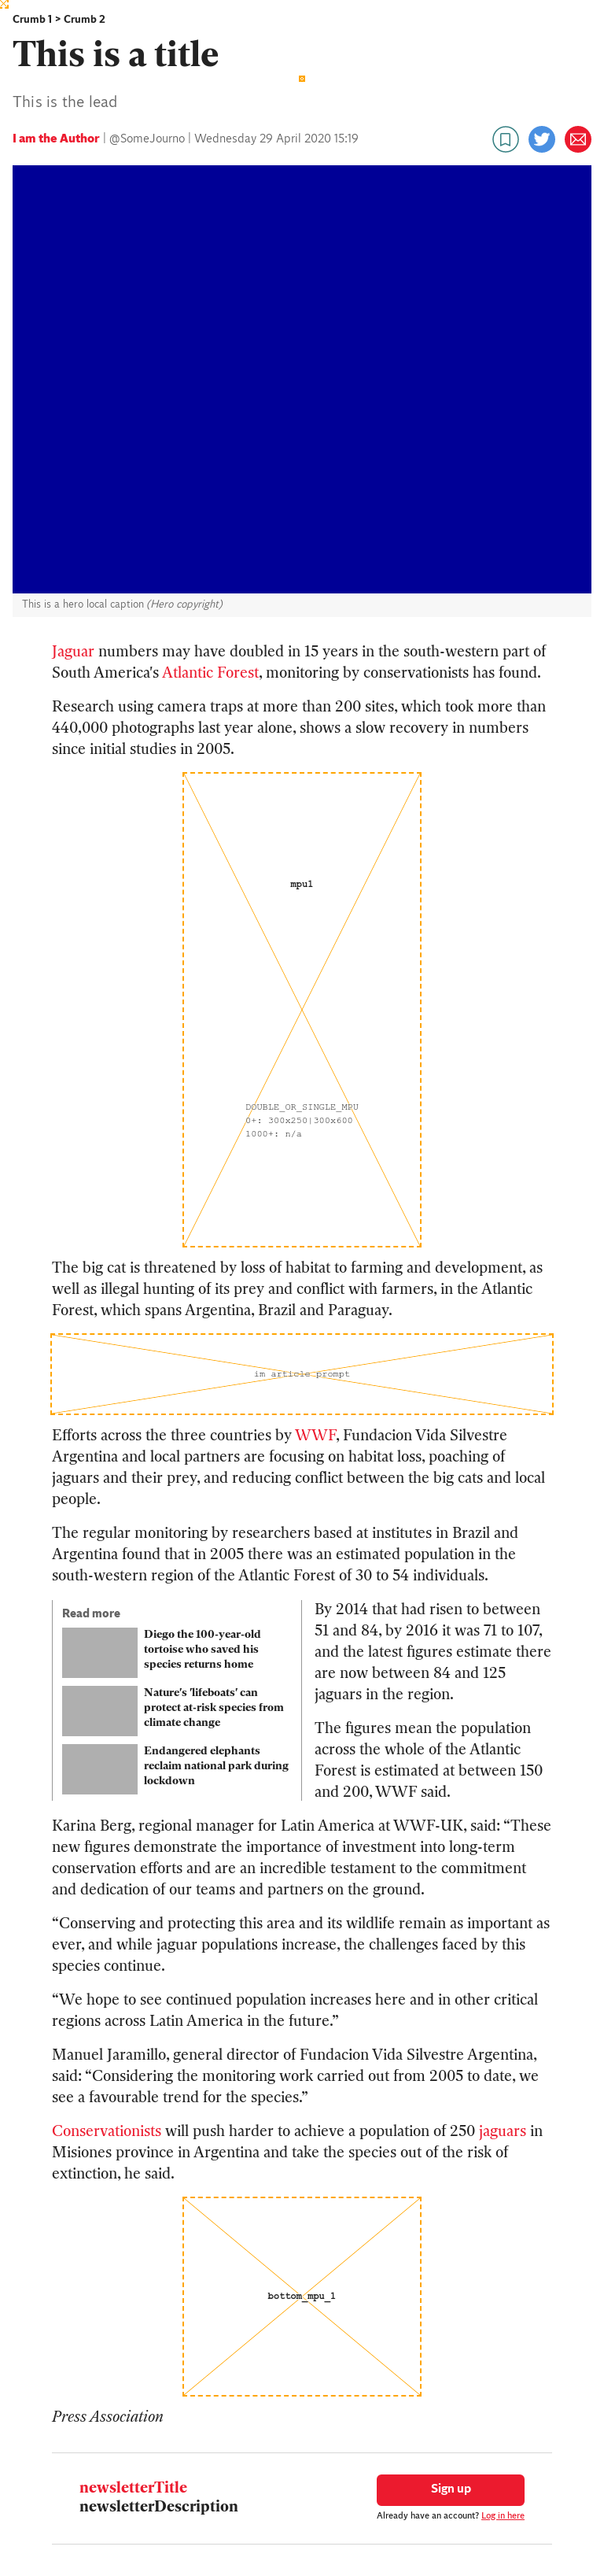 Crumb 1 > Crumb 2
This is a title
This is the lead
I am the Author | @SomeJourno | Wednesday 29 April 2020 15:19
This is a hero local caption (Hero copyright)
Jaguar numbers may have doubled in 15 years in the south-western part of
South America's Atlantic Forest, monitoring by conservationists has found.
Research using camera traps at more than 200 sites, which took more than
440,000 photographs last year alone, shows a slow recovery in numbers
since initial studies in 2005.
mpu1
DOUBLE_OR_SINGLE_MPU
0+: 300x250|300x600
1000+: n/a
The big cat is threatened by loss of habitat to farming and development, as
well as illegal hunting of its prey and conflict with farmers, in the Atlantic
Forest, which spans Argentina, Brazil and Paraguay.
im article prompt
Efforts across the three countries by WWF, Fundacion Vida Silvestre
Argentina and local partners are focusing on habitat loss, poaching of
jaguars and their prey, and reducing conflict between the big cats and local
people.
The regular monitoring by researchers based at institutes in Brazil and
Argentina found that in 2005 there was an estimated population in the
south-western region of the Atlantic Forest of 30 to 54 individuals.
Read more
Diego the 100-year-old
tortoise who saved his
species returns home
Nature's 'lifeboats' can
protect at-risk species from
climate change
Endangered elephants
reclaim national park during
lockdown
By 2014 that had risen to between
51 and 84, by 2016 it was 71 to 107,
and the latest figures estimate there
are now between 84 and 125
jaguars in the region.
The figures mean the population
across the whole of the Atlantic
Forest is estimated at between 150
and 200, WWF said.
Karina Berg, regional manager for Latin America at WWF-UK, said: “These
new figures demonstrate the importance of investment into long-term
conservation efforts and are an incredible testament to the commitment
and dedication of our teams and partners on the ground.
“Conserving and protecting this area and its wildlife remain as important as
ever, and while jaguar populations increase, the challenges faced by this
species continue.
“We hope to see continued population increases here and in other critical
regions across Latin America in the future.”
Manuel Jaramillo, general director of Fundacion Vida Silvestre Argentina,
said: “Considering the monitoring work carried out from 2005 to date, we
see a favourable trend for the species.”
Conservationists will push harder to achieve a population of 250 jaguars in
Misiones province in Argentina and take the species out of the risk of
extinction, he said.
bottom_mpu_1
Press Association
newsletterTitle
newsletterDescription
Sign up
Already have an account? Log in here